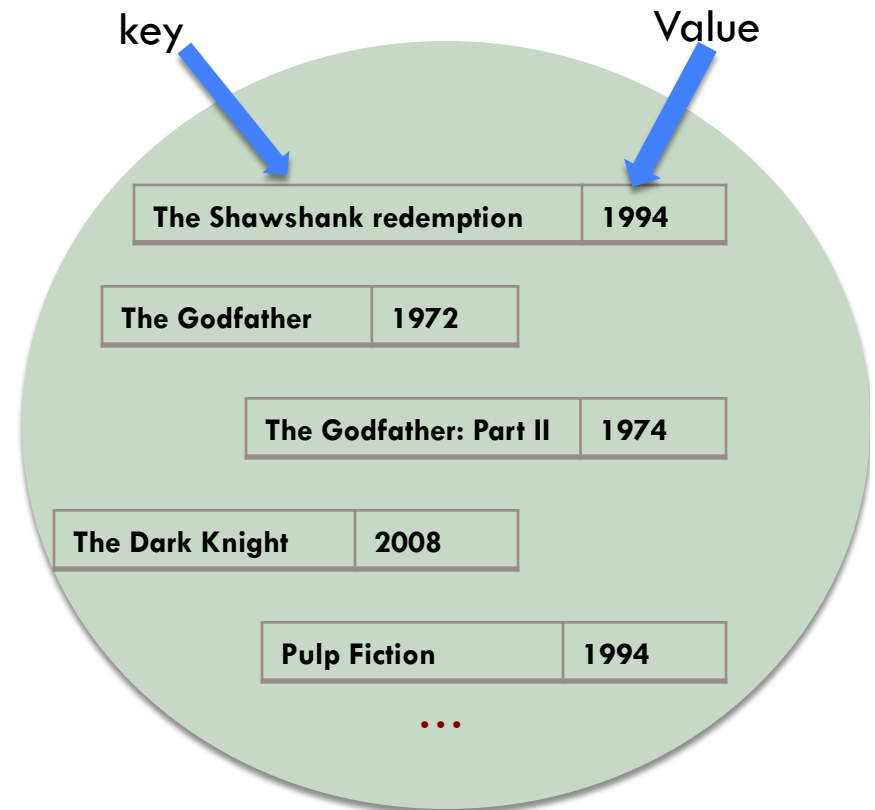 key Value
The Shawshank redemption 1994
The Godfather 1972
The Godfather: Part II 1974
The Dark Knight 2008
Pulp Fiction 1994
...